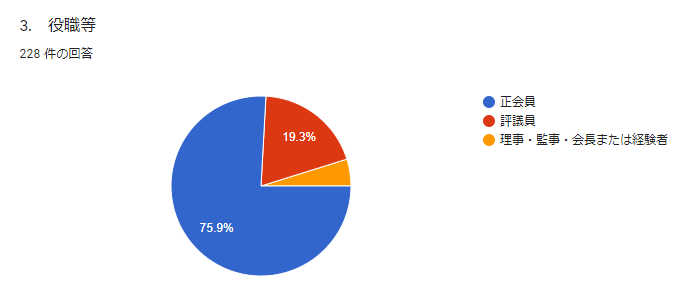 3. 役職等
228 件の回答
正会員
評議員
理事・監事・会長または経験者
19.3%
75.9%